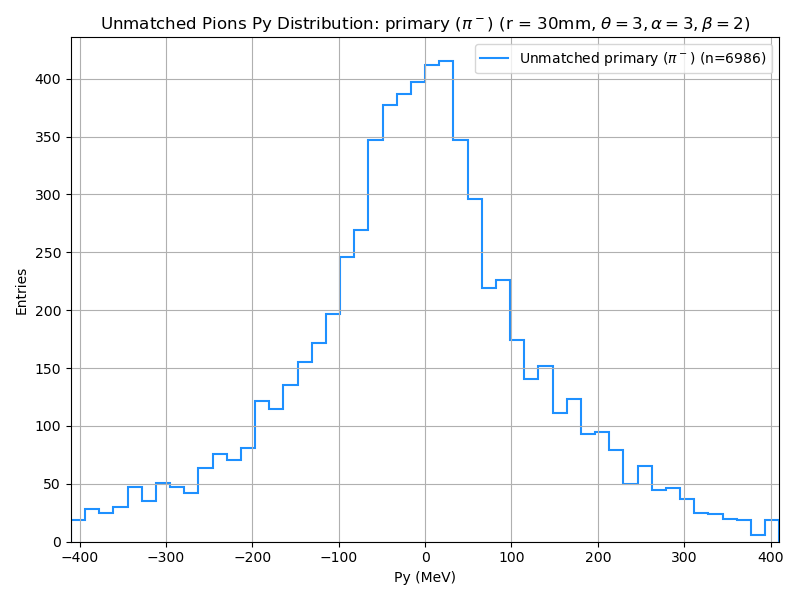 Unmatched Pions Py Distribution: primary (π⁻) (r = 30mm, θ = 3, α = 3, β = 2)
Unmatched primary (π⁻) (n=6986)
400
350
300
250
200
150
100
50
0
Entries
−400 −300 −200 −100 0 100 200 300 400
Py (MeV)